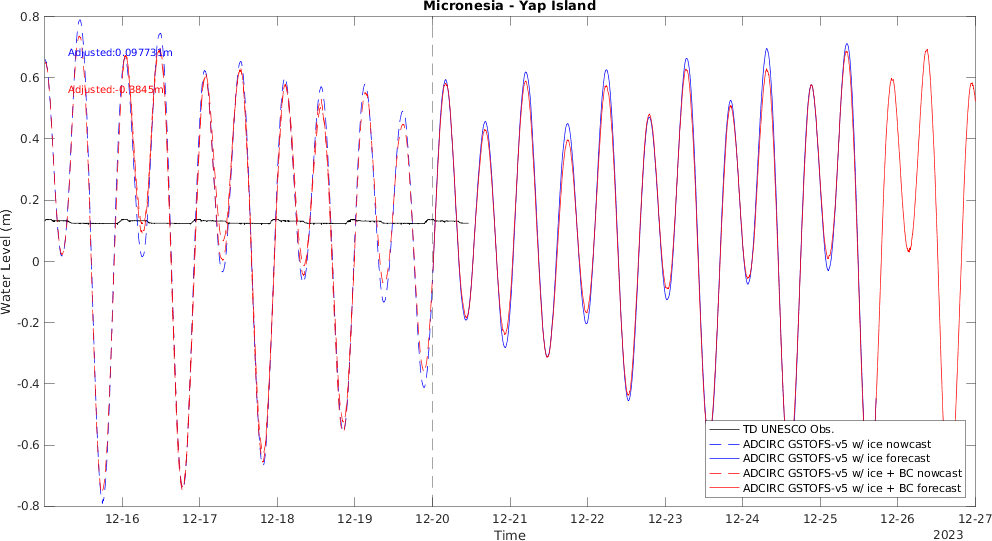 Micronesia - Yap Island
0.8
0.6
0.4
0.2
0
-0.2
-0.4
-0.6
-0.8
Water Level (m)
Adjusted:0.097731m
Adjusted:-0.3845m
TD UNESCO Obs.
ADCIRC GSTOFS-v5 w/ ice nowcast
ADCIRC GSTOFS-v5 w/ ice forecast
ADCIRC GSTOFS-v5 w/ ice + BC nowcast
ADCIRC GSTOFS-v5 w/ ice + BC forecast
12-16 12-17 12-18 12-19 12-20 12-21 12-22 12-23 12-24 12-25 12-26 12-27
Time
2023